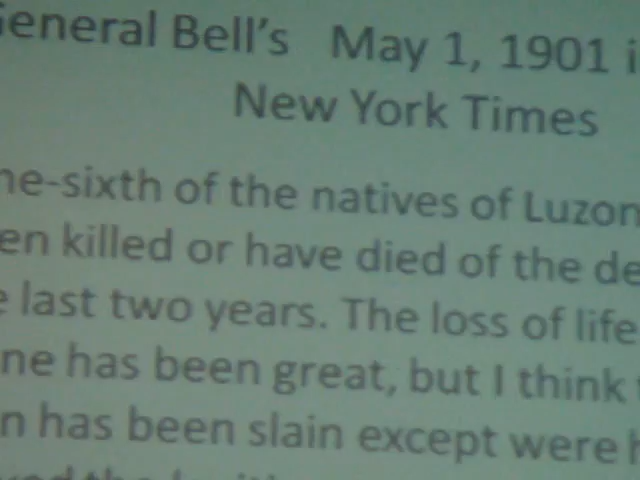 General Bell's May 1, 1901 i
New York Times
ne-sixth of the natives of Luzon
en killed or have died of the de
e last two years. The loss of life
ne has been great, but I think
n has been slain except were h